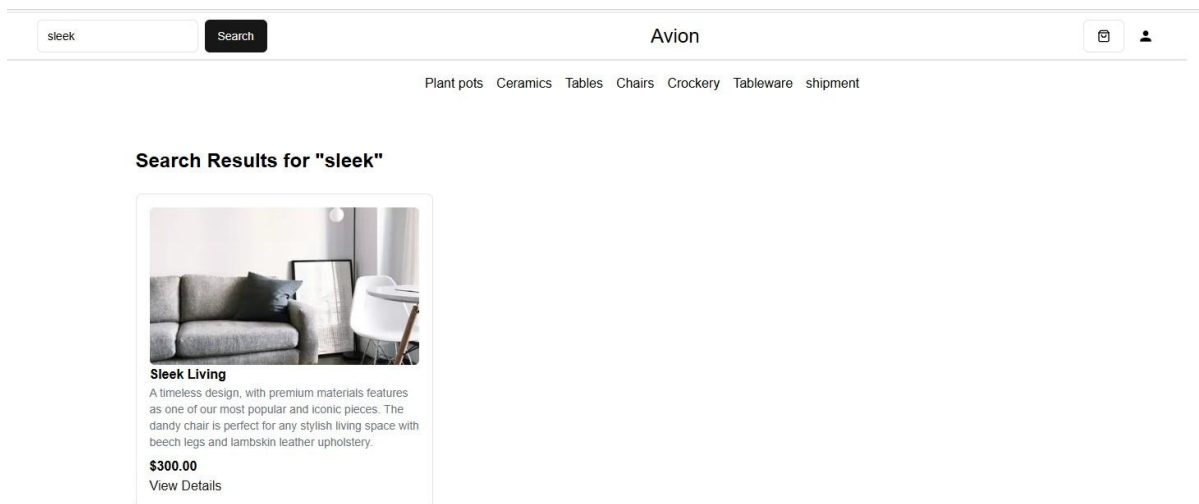 sleek
Search
Avion
Plant pots Ceramics Tables Chairs Crockery Tableware shipment
Search Results for "sleek"
Sleek Living
A timeless design, with premium materials features
as one of our most popular and iconic pieces. The
dandy chair is perfect for any stylish living space with
beech legs and lambskin leather upholstery.
$300.00
View Details